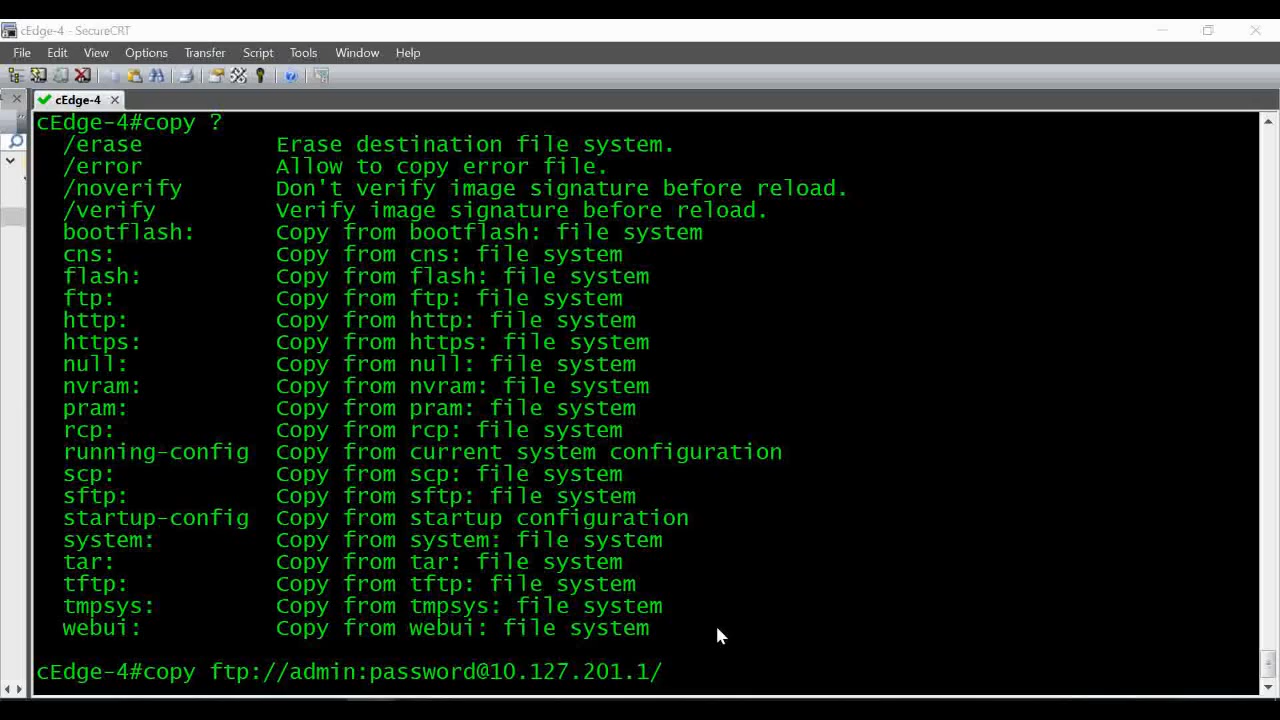 cEdge-4 - SecureCRT
File Edit View Options Transfer Script Tools Window Help
cEdge-4
cEdge-4#copy ?
/erase Erase destination file system.
/error Allow to copy error file.
/noverify Don't verify image signature before reload.
/verify Verify image signature before reload.
bootflash: Copy from bootflash: file system
cns: Copy from cns: file system
flash: Copy from flash: file system
ftp: Copy from ftp: file system
http: Copy from http: file system
https: Copy from https: file system
null: Copy from null: file system
nvram: Copy from nvram: file system
pram: Copy from pram: file system
rcp: Copy from rcp: file system
running-config Copy from current system configuration
scp: Copy from scp: file system
sftp: Copy from sftp: file system
startup-config Copy from startup configuration
system: Copy from system: file system
tar: Copy from tar: file system
tftp: Copy from tftp: file system
tmpsys: Copy from tmpsys: file system
webui: Copy from webui: file system
cEdge-4#copy ftp://admin:password@10.127.201.1/